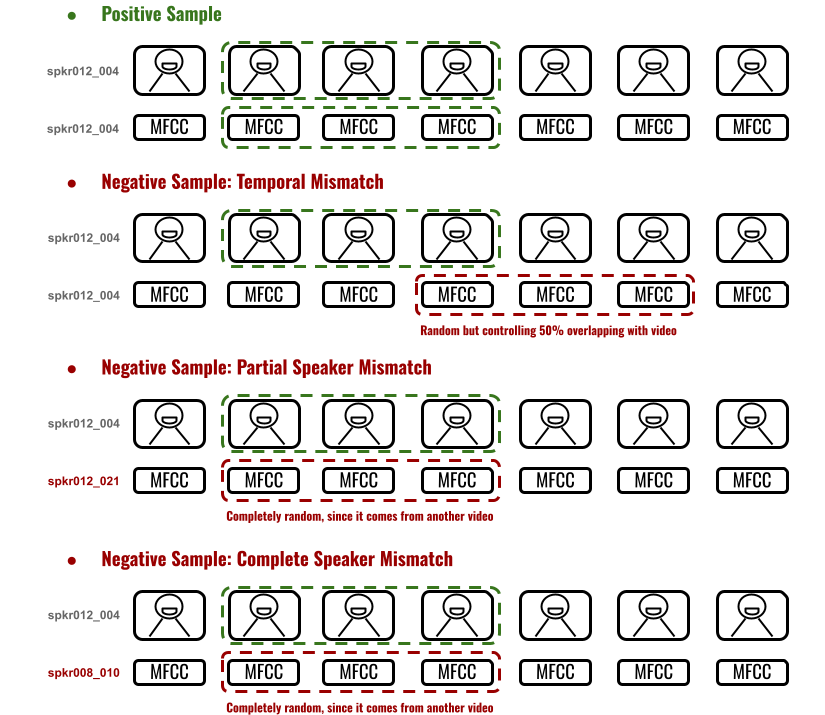 ● Positive Sample
spkr012_004
spkr012_004 MFCC MFCC MFCC MFCC MFCC MFCC MFCC
● Negative Sample: Temporal Mismatch
spkr012_004
spkr012_004 MFCC MFCC MFCC MFCC MFCC MFCC MFCC
Random but controlling 50% overlapping with video
● Negative Sample: Partial Speaker Mismatch
spkr012_004
spkr012_021 MFCC MFCC MFCC MFCC MFCC MFCC MFCC
Completely random, since it comes from another video
● Negative Sample: Complete Speaker Mismatch
spkr012_004
spkr008_010 MFCC MFCC MFCC MFCC MFCC MFCC MFCC
Completely random, since it comes from another video